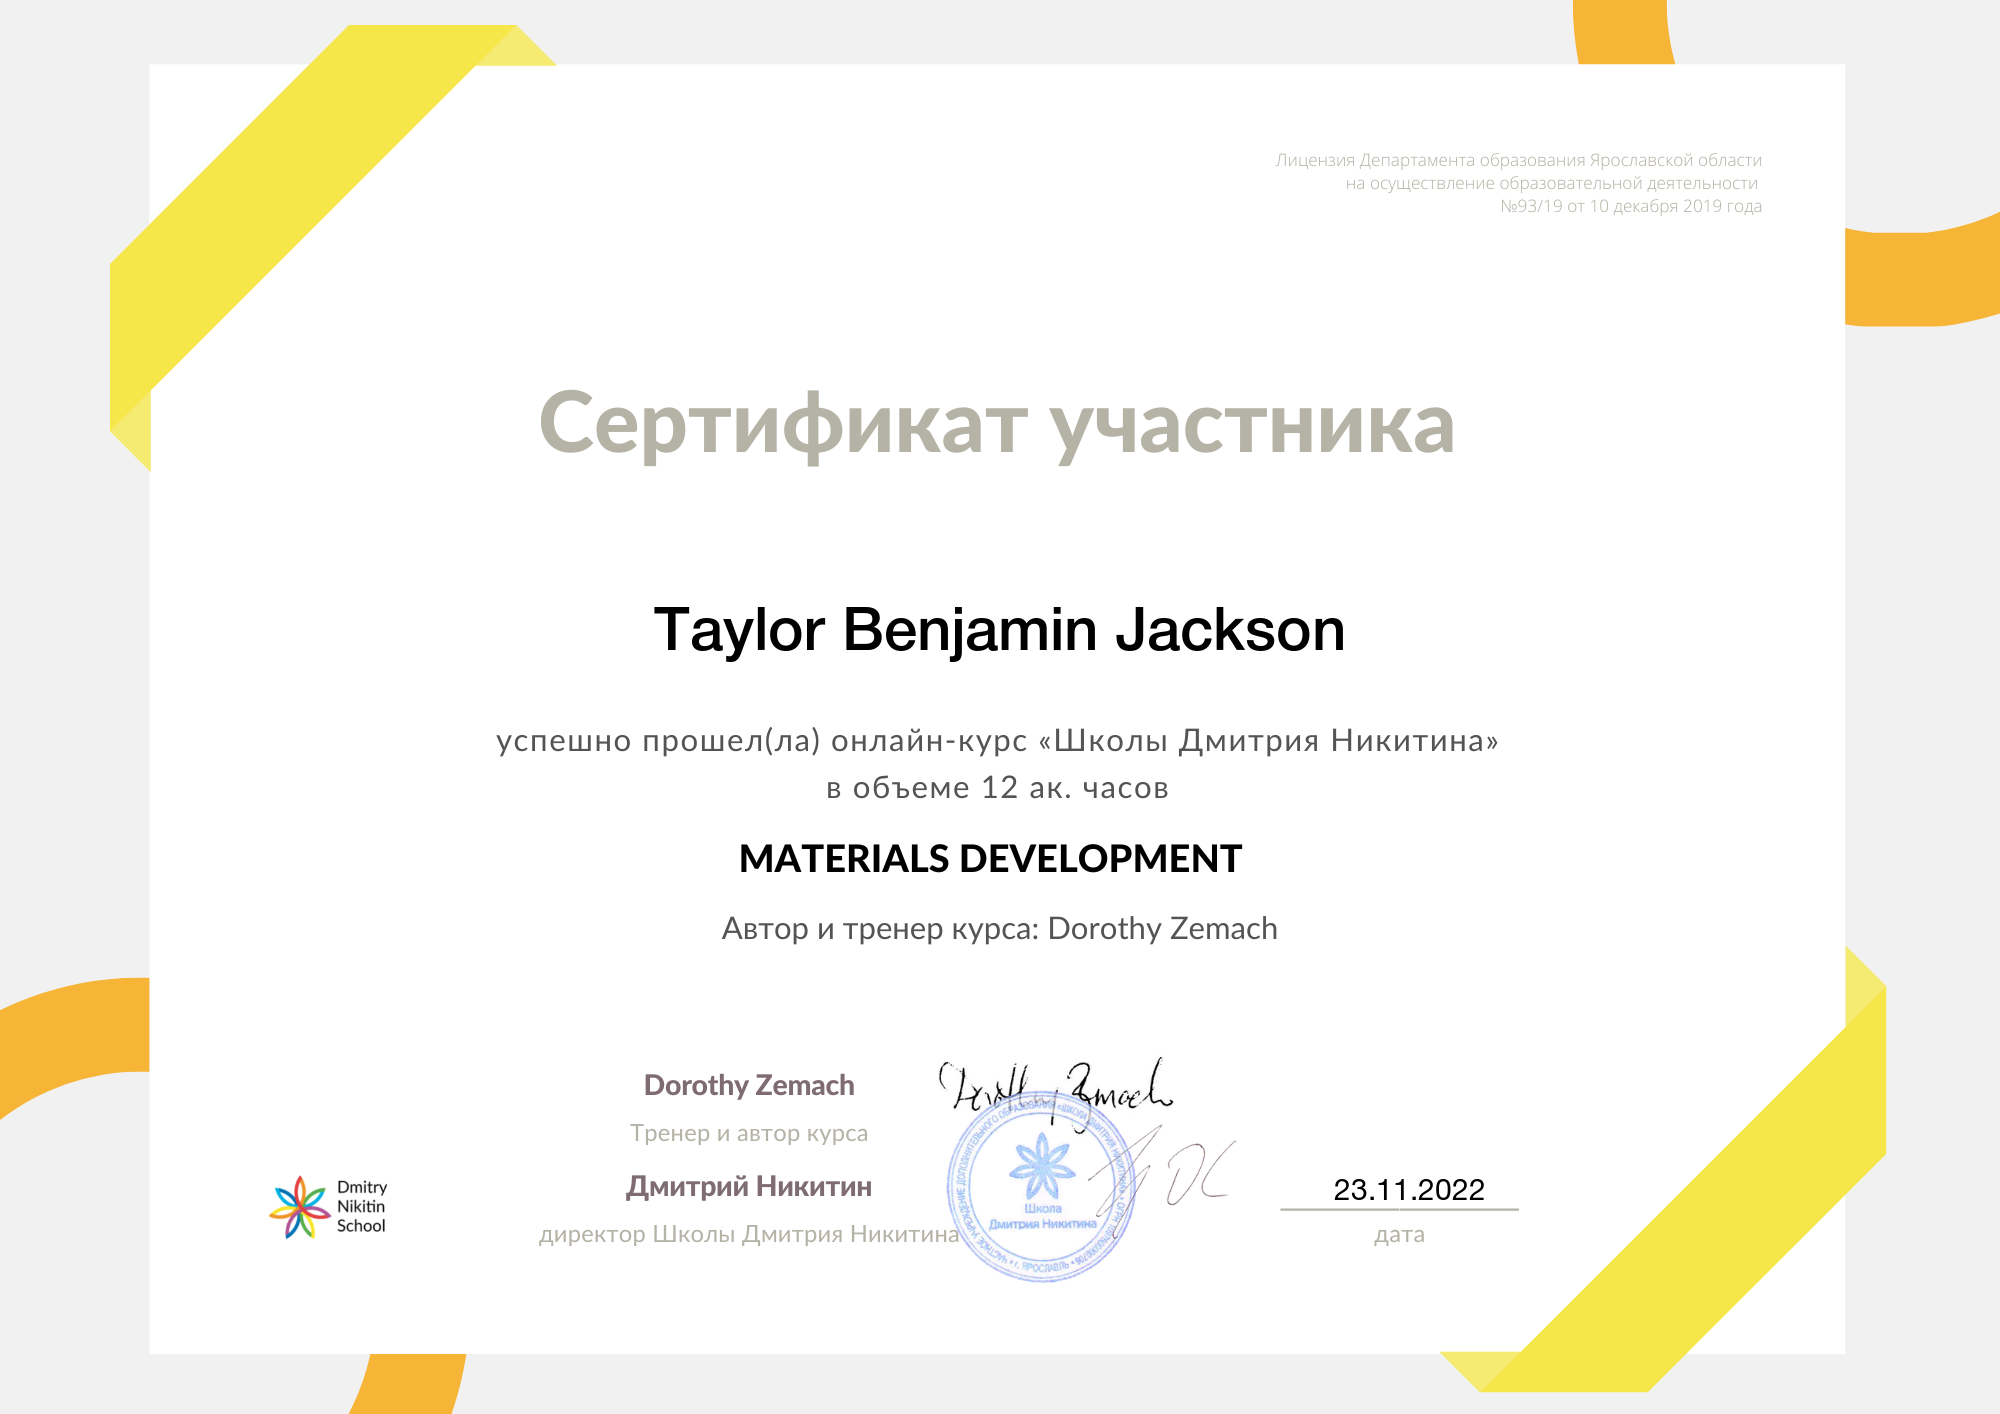 Лицензия Департамента образования Ярославской области
на осуществление образовательной деятельности
№93/19 от 10 декабря 2019 года
Сертификат участника
Taylor Benjamin Jackson
успешно прошел(ла) онлайн-курс «Школы Дмитрия Никитина»
в объеме 12 ак. часов
MATERIALS DEVELOPMENT
Автор и тренер курса: Dorothy Zemach
Dorothy Zemach
Тренер и автор курса
Дмитрий Никитин
директор Школы Дмитрия Никитина
Dorothy Zemach
Школа
Дмитрия Никитина
23.11.2022
дата
Dmitry
Nikitin
School